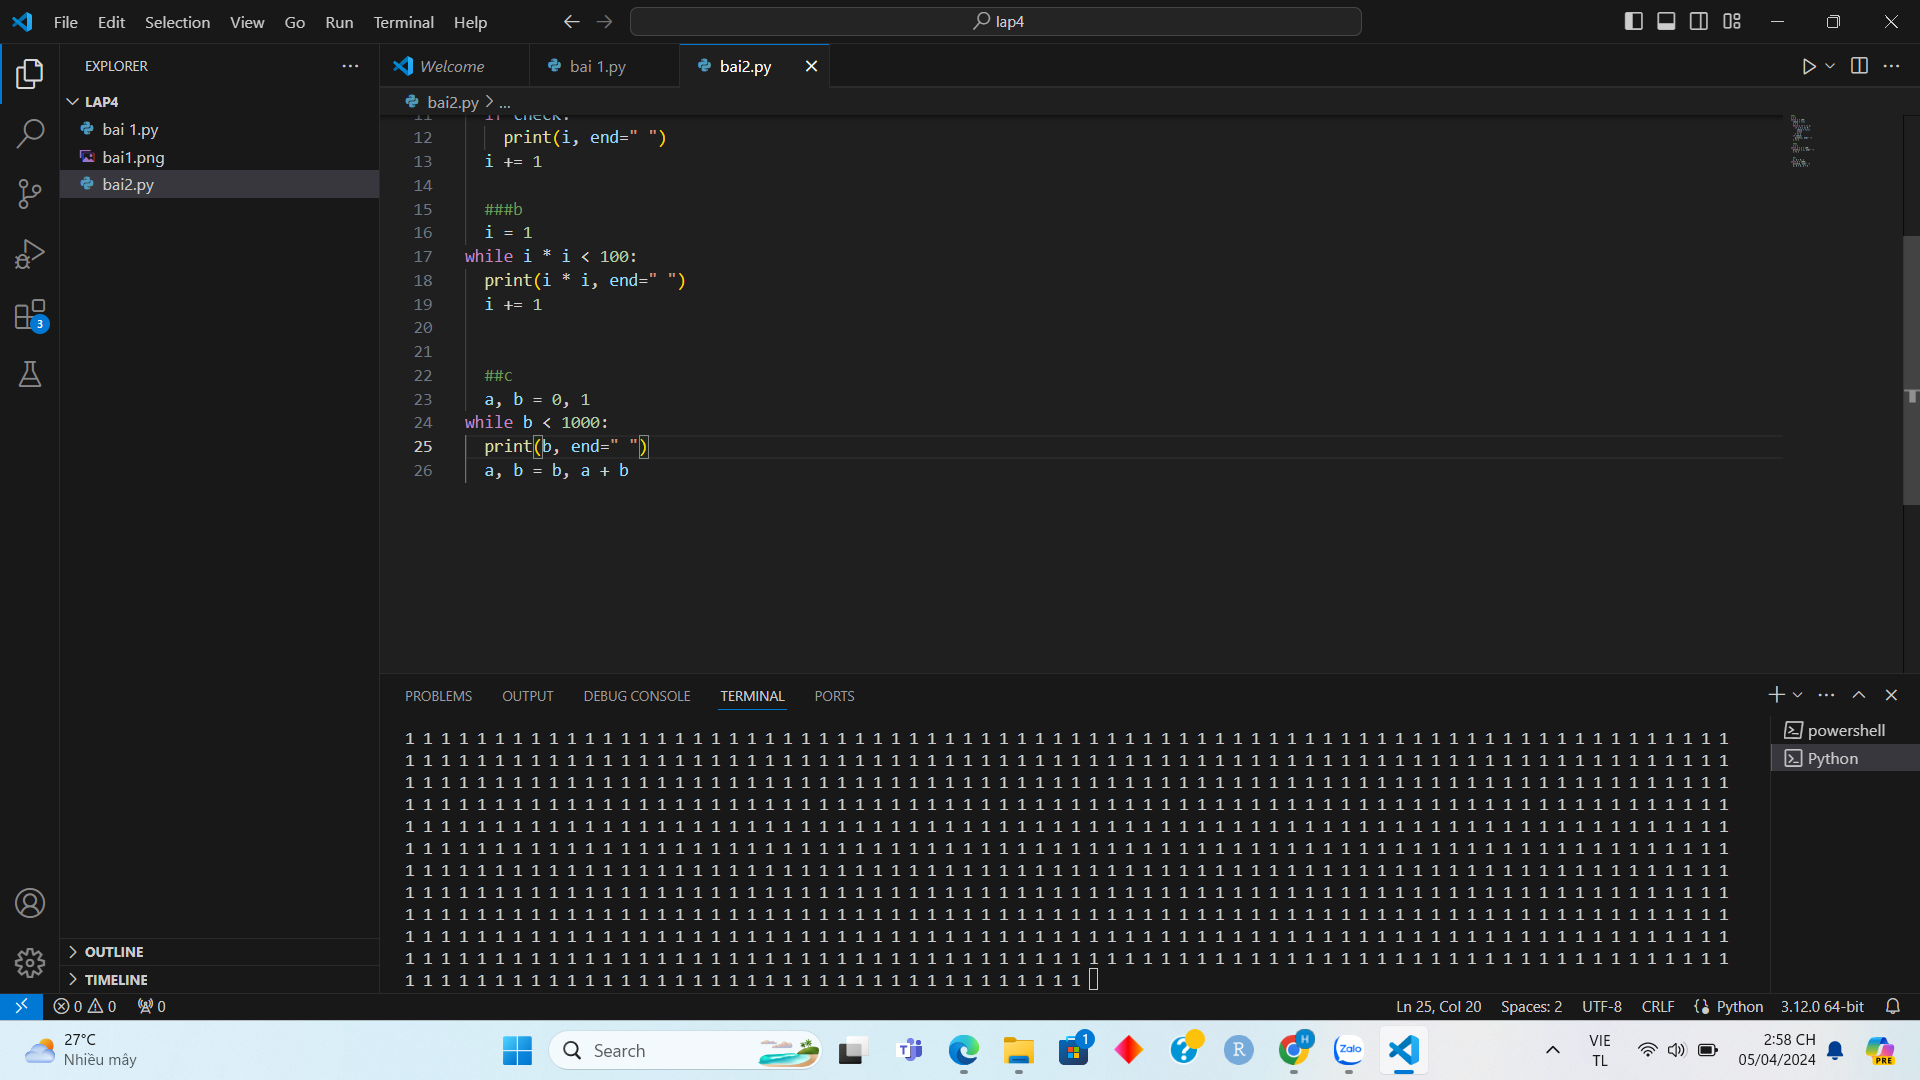 File Edit Selection View Go Run Terminal Help
lap4
EXPLORER
LAP4
bai 1.py
bai1.png
bai2.py
OUTLINE
TIMELINE
3
Welcome
bai 1.py
bai2.py
bai2.py > ...
11 if check:
12 print(i, end=" ")
13 i += 1
14
15 ###b
16 i = 1
17 while i * i < 100:
18 print(i * i, end=" ")
19 i += 1
20
21
22 ##c
23 a, b = 0, 1
24 while b < 1000:
25 print(b, end=" ")
26 a, b = b, a + b
PROBLEMS OUTPUT DEBUG CONSOLE TERMINAL PORTS
1 1 1 1 1 1 1 1 1 1 1 1 1 1 1 1 1 1 1 1 1 1 1 1 1 1 1 1 1 1 1 1 1 1 1 1 1 1 1 1 1 1 1 1 1 1 1 1 1 1 1 1 1 1 1 1 1 1 1 1 1 1 1 1 1 1 1 1 1 1 1 1 1 1
1 1 1 1 1 1 1 1 1 1 1 1 1 1 1 1 1 1 1 1 1 1 1 1 1 1 1 1 1 1 1 1 1 1 1 1 1 1 1 1 1 1 1 1 1 1 1 1 1 1 1 1 1 1 1 1 1 1 1 1 1 1 1 1 1 1 1 1 1 1 1 1 1 1
1 1 1 1 1 1 1 1 1 1 1 1 1 1 1 1 1 1 1 1 1 1 1 1 1 1 1 1 1 1 1 1 1 1 1 1 1 1 1 1 1 1 1 1 1 1 1 1 1 1 1 1 1 1 1 1 1 1 1 1 1 1 1 1 1 1 1 1 1 1 1 1 1 1
1 1 1 1 1 1 1 1 1 1 1 1 1 1 1 1 1 1 1 1 1 1 1 1 1 1 1 1 1 1 1 1 1 1 1 1 1 1 1 1 1 1 1 1 1 1 1 1 1 1 1 1 1 1 1 1 1 1 1 1 1 1 1 1 1 1 1 1 1 1 1 1 1 1
1 1 1 1 1 1 1 1 1 1 1 1 1 1 1 1 1 1 1 1 1 1 1 1 1 1 1 1 1 1 1 1 1 1 1 1 1 1 1 1 1 1 1 1 1 1 1 1 1 1 1 1 1 1 1 1 1 1 1 1 1 1 1 1 1 1 1 1 1 1 1 1 1 1
1 1 1 1 1 1 1 1 1 1 1 1 1 1 1 1 1 1 1 1 1 1 1 1 1 1 1 1 1 1 1 1 1 1 1 1 1 1 1 1 1 1 1 1 1 1 1 1 1 1 1 1 1 1 1 1 1 1 1 1 1 1 1 1 1 1 1 1 1 1 1 1 1 1
1 1 1 1 1 1 1 1 1 1 1 1 1 1 1 1 1 1 1 1 1 1 1 1 1 1 1 1 1 1 1 1 1 1 1 1 1 1 1 1 1 1 1 1 1 1 1 1 1 1 1 1 1 1 1 1 1 1 1 1 1 1 1 1 1 1 1 1 1 1 1 1 1 1
1 1 1 1 1 1 1 1 1 1 1 1 1 1 1 1 1 1 1 1 1 1 1 1 1 1 1 1 1 1 1 1 1 1 1 1 1 1 1 1 1 1 1 1 1 1 1 1 1 1 1 1 1 1 1 1 1 1 1 1 1 1 1 1 1 1 1 1 1 1 1 1 1 1
1 1 1 1 1 1 1 1 1 1 1 1 1 1 1 1 1 1 1 1 1 1 1 1 1 1 1 1 1 1 1 1 1 1 1 1 1 1 1 1 1 1 1 1 1 1 1 1 1 1 1 1 1 1 1 1 1 1 1 1 1 1 1 1 1 1 1 1 1 1 1 1 1 1
1 1 1 1 1 1 1 1 1 1 1 1 1 1 1 1 1 1 1 1 1 1 1 1 1 1 1 1 1 1 1 1 1 1 1 1 1 1 1 1 1 1 1 1 1 1 1 1 1 1 1 1 1 1 1 1 1 1 1 1 1 1 1 1 1 1 1 1 1 1 1 1 1 1
1 1 1 1 1 1 1 1 1 1 1 1 1 1 1 1 1 1 1 1 1 1 1 1 1 1 1 1 1 1 1 1 1 1 1 1 1 1 1 1 1 1 1 1 1 1 1 1 1 1 1 1 1 1 1 1 1 1 1 1 1 1 1 1 1 1 1 1 1 1 1 1 1 1
1 1 1 1 1 1 1 1 1 1 1 1 1 1 1 1 1 1 1 1 1 1 1 1 1 1 1 1 1 1 1 1 1 1 1 1 1 1
powershell
Python
0 0 0
Ln 25, Col 20 Spaces: 2 UTF-8 CRLF Python 3.12.0 64-bit
27°C
Nhiều mây
Search
1
R
H
Zalo
VIE
TL
2:58 CH
05/04/2024
PRE